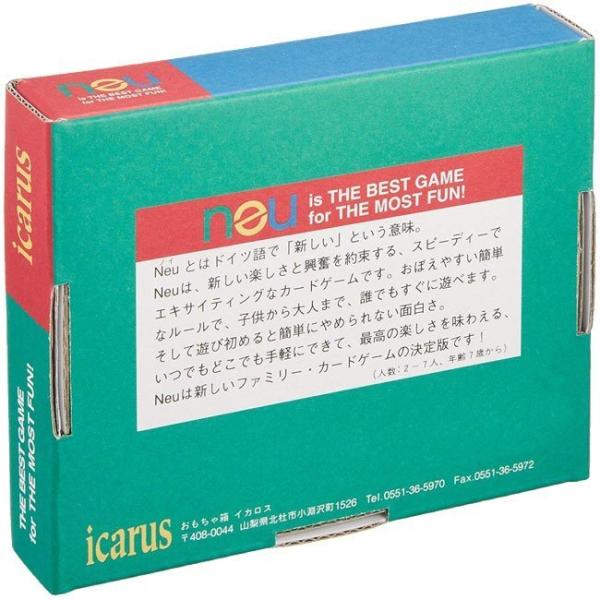 neu
is THE BEST GAME
for THE MOST FUN!
icarus
THE BEST GAME
for THE MOST FUN!
neu
is THE BEST GAME
for THE MOST FUN!
ノイ
Neu とはドイツ語で「新しい」という意味。
Neuは、新しい楽しさと興奮を約束する、スピーディーで
エキサイティングなカードゲームです。おぼえやすい簡単
なルールで、子供から大人まで、誰でもすぐに遊べます。
そして遊び初めると簡単にやめられない面白さ。
いつでもどこでも手軽にできて、最高の楽しさを味わえる、
Neuは新しいファミリー・カードゲームの決定版です！
（人数：２－７人、年齢７歳から）
icarus
おもちゃ箱 イカロス
〒408-0044 山梨県北杜市小淵沢町1526 Tel.0551-36-5970 Fax.0551-36-5972